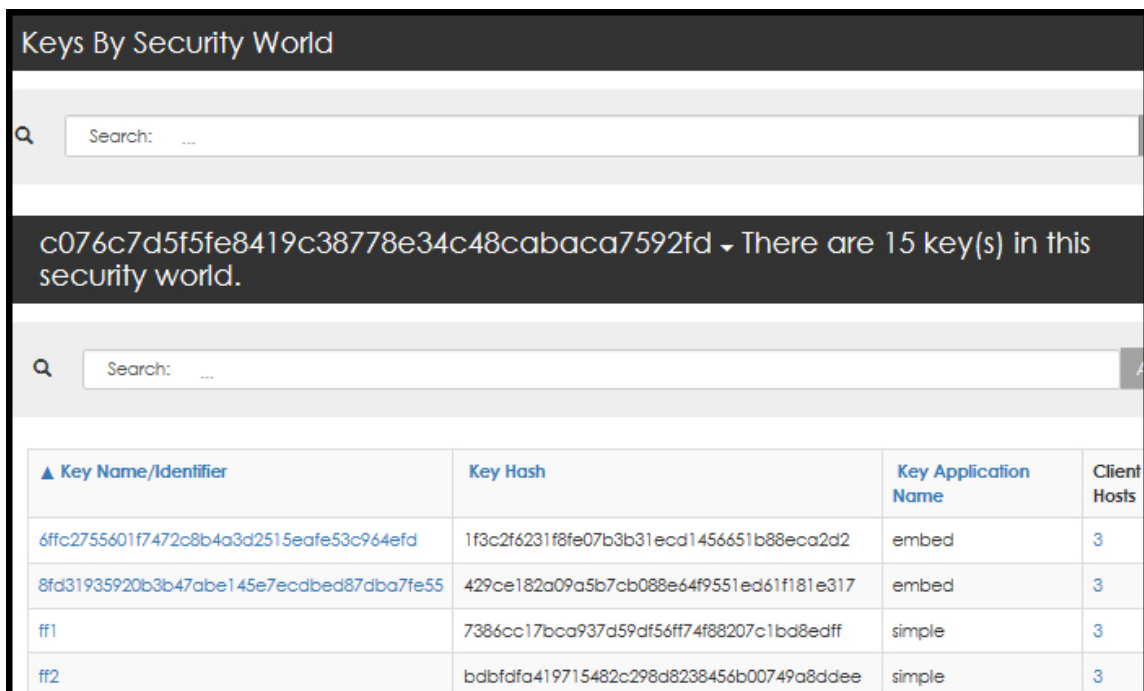 Keys By Security World
Search: ...
c076c7d5f5fe8419c38778e34c48cabaca7592fd There are 15 key(s) in this
security world.
Search: ...
A
▲ Key Name/Identifier Key Hash Key Application Name Client Hosts
6ffc2755601f7472c8b4a3d2515eafe53c964efd 1f3c2f6231f8fe07b3b31ecd1456651b88eca2d2 embed 3
8fd31935920b3b47abe145e7ecdbed87dba7fe55 429ce182a09a5b7cb088e64f9551ed61f181e317 embed 3
ff1 7386cc17bca937d59df56ff74f88207c1bd8edff simple 3
ff2 bdbfdfa419715482c298d8238456b00749a8ddee simple 3